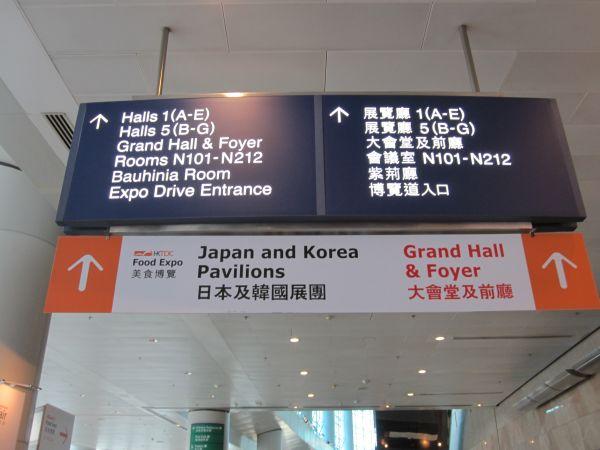 Halls 1(A-E)
Halls 5(B-G)
Grand Hall & Foyer
Rooms N101-N212
Bauhinia Room
Expo Drive Entrance
展覽廳 1(A-E)
展覽廳 5(B-G)
大會堂及前廳
會議室 N101-N212
紫荊廳
博覽道入口
HKTDC
Food Expo
美食博覽
Japan and Korea
Pavilions
日本及韓國展團
Grand Hall
& Foyer
大會堂及前廳